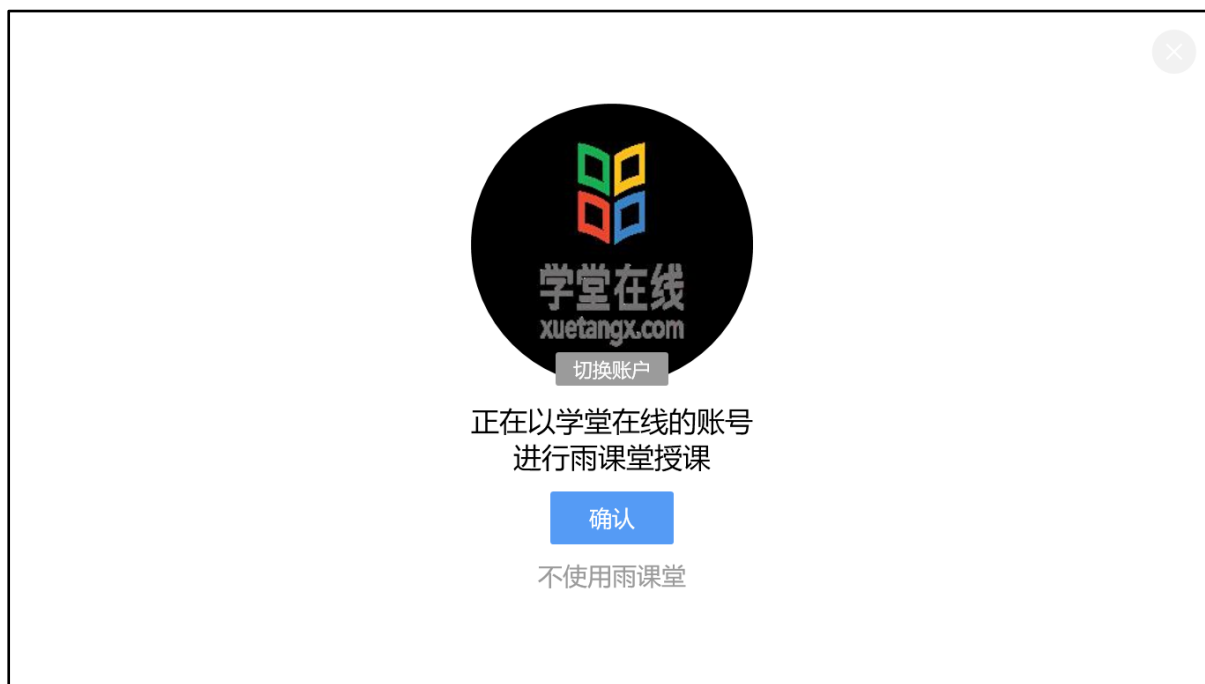 学堂在线
xuetangx.com
切换账户
正在以学堂在线的账号
进行雨课堂授课
确认
不使用雨课堂